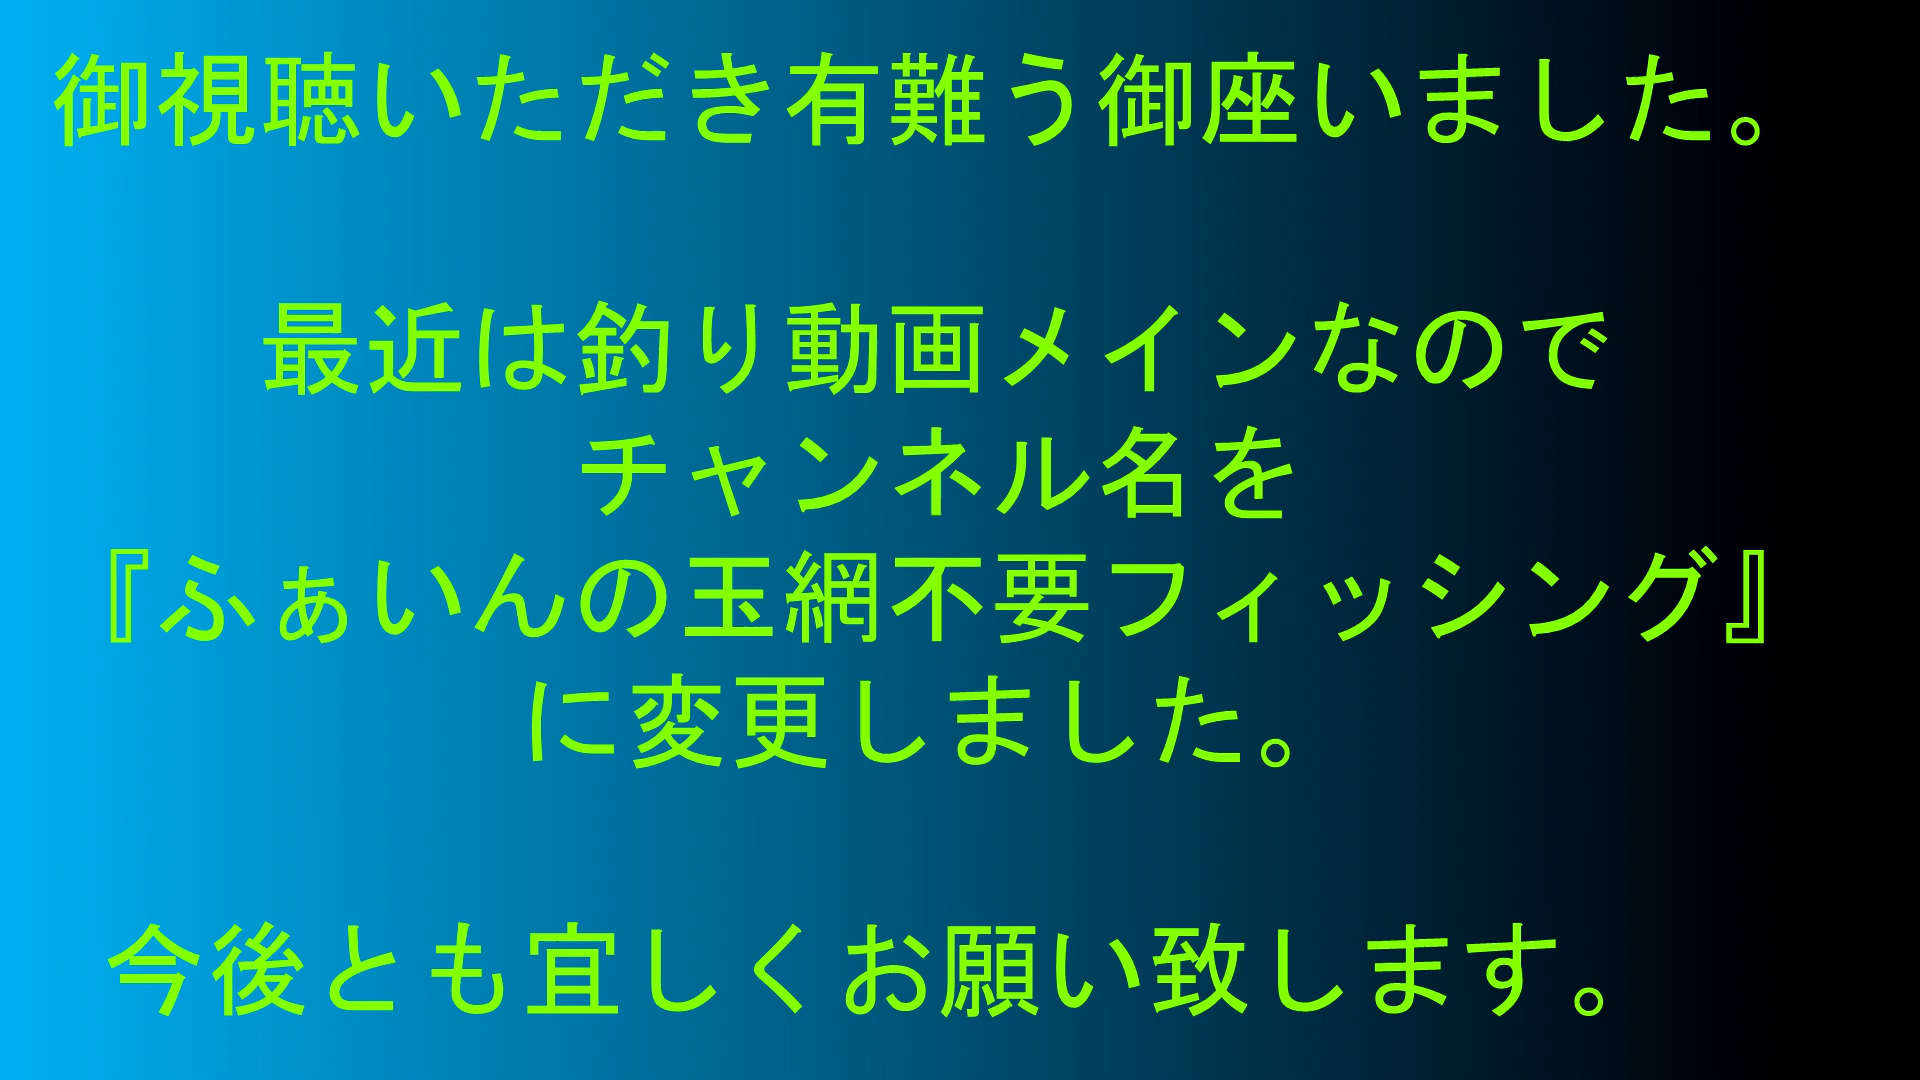 御視聴いただき有難う御座いました。
最近は釣り動画メインなので
チャンネル名を
『ふぁいんの玉網不要フィッシング』
に変更しました。
今後とも宜しくお願い致します。